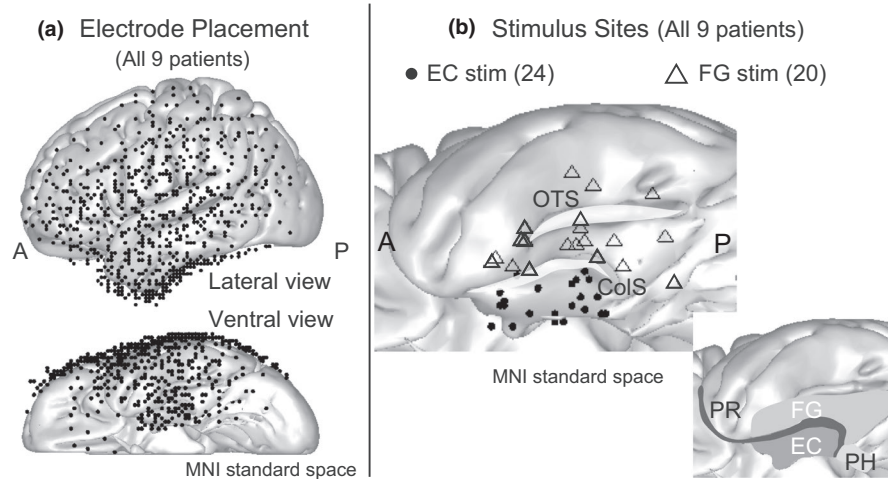 (a) Electrode Placement
(All 9 patients)
A
P
Lateral view
Ventral view
MNI standard space
(b) Stimulus Sites (All 9 patients)
● EC stim (24)
△ FG stim (20)
OTS
A
P
ColS
MNI standard space
PR
FG
EC
PH